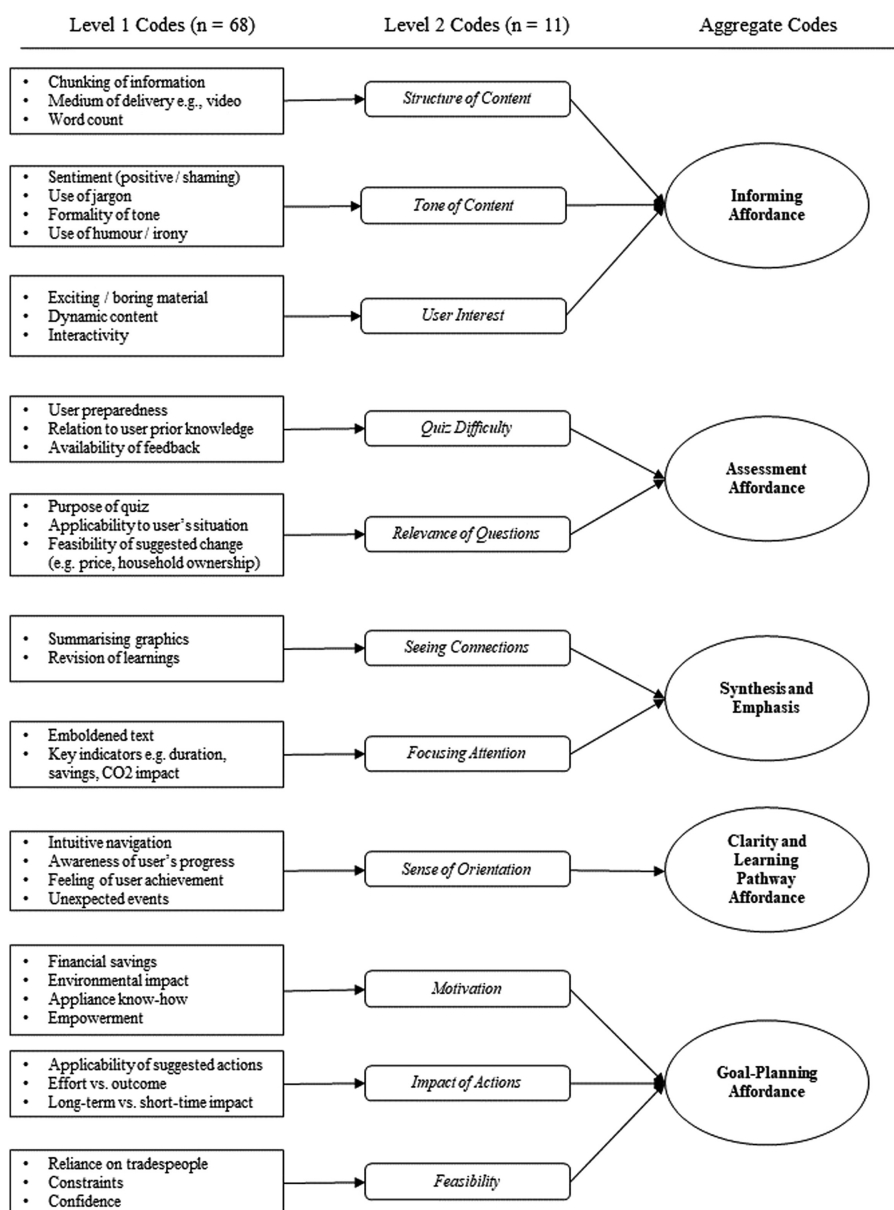 Level 1 Codes (n = 68)
Level 2 Codes (n = 11)
Aggregate Codes
• Chunking of information
• Medium of delivery e.g., video
• Word count
Structure of Content
• Sentiment (positive / shaming)
• Use of jargon
• Formality of tone
• Use of humour / irony
Tone of Content
• Exciting / boring material
• Dynamic content
• Interactivity
User Interest
Informing
Affordance
• User preparedness
• Relation to user prior knowledge
• Availability of feedback
Quiz Difficulty
• Purpose of quiz
• Applicability to user's situation
• Feasibility of suggested change
(e.g. price, household ownership)
Relevance of Questions
Assessment
Affordance
• Summarising graphics
• Revision of learnings
Seeing Connections
• Emboldened text
• Key indicators e.g. duration,
savings, CO2 impact
Focusing Attention
Synthesis and
Emphasis
• Intuitive navigation
• Awareness of user's progress
• Feeling of user achievement
• Unexpected events
Sense of Orientation
Clarity and
Learning
Pathway
Affordance
• Financial savings
• Environmental impact
• Appliance know-how
• Empowerment
Motivation
• Applicability of suggested actions
• Effort vs. outcome
• Long-term vs. short-time impact
Impact of Actions
• Reliance on tradespeople
• Constraints
• Confidence
Feasibility
Goal-Planning
Affordance